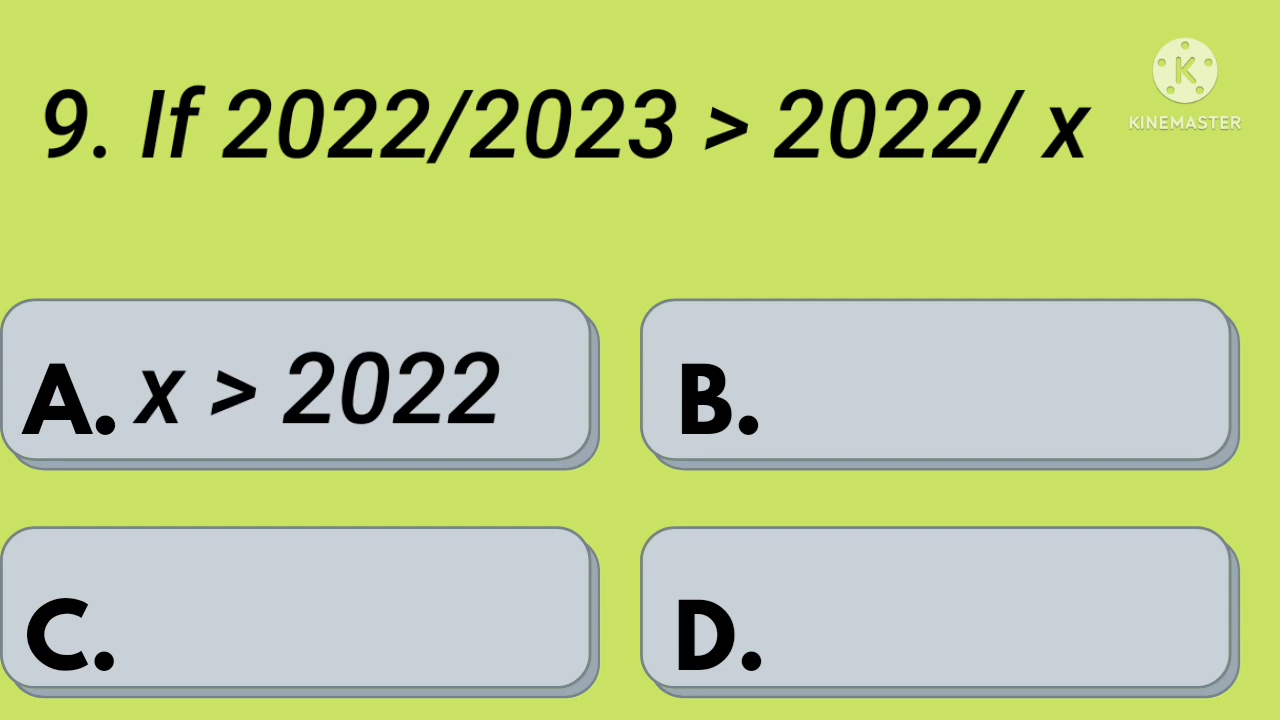 9. If 2022/2023 > 2022/ x
KINEMASTER
A. x > 2022
B.
C.
D.